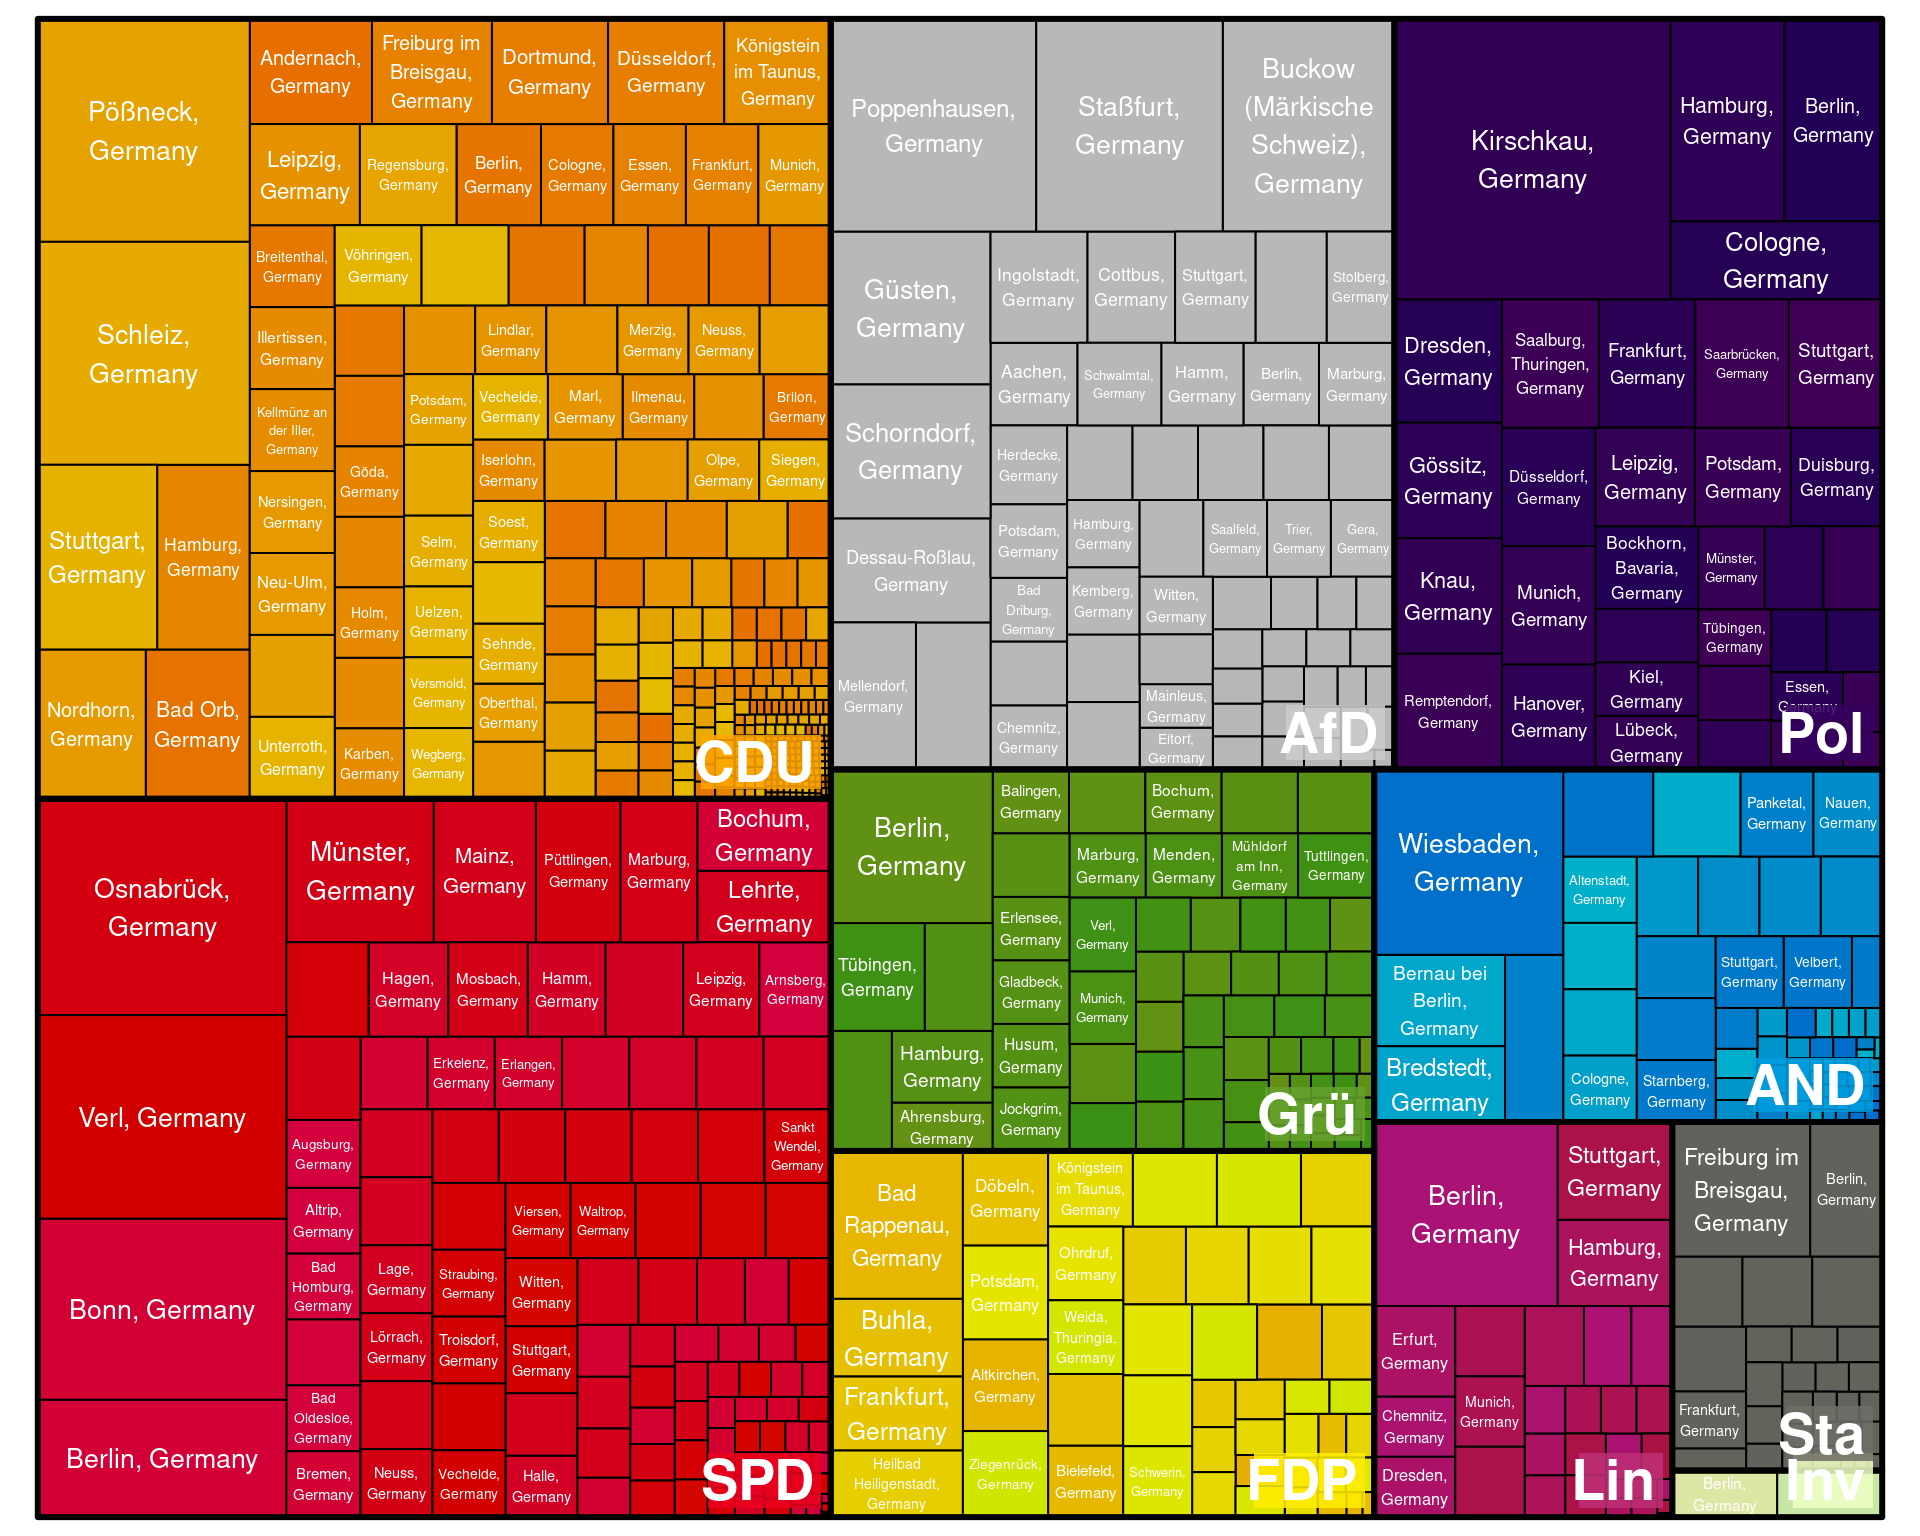 Pößneck,
Germany
Schleiz,
Germany
Stuttgart,
Germany
Hamburg,
Germany
Nordhorn,
Germany
Bad Orb,
Germany
Andernach,
Germany
Freiburg im
Breisgau,
Germany
Dortmund,
Germany
Düsseldorf,
Germany
Königstein
im Taunus,
Germany
Leipzig,
Germany
Regensburg,
Germany
Berlin,
Germany
Cologne,
Germany
Essen,
Germany
Frankfurt,
Germany
Munich,
Germany
Breitenthal,
Germany
Vöhringen,
Germany
Illertissen,
Germany
Kellmünz an
der Iller,
Germany
Nersingen,
Germany
Neu-Ulm,
Germany
Unterroth,
Germany
Göda,
Germany
Holm,
Germany
Karben,
Germany
Lindlar,
Germany
Merzig,
Germany
Neuss,
Germany
Potsdam,
Germany
Vechelde,
Germany
Marl,
Germany
Ilmenau,
Germany
Brilon,
Germany
Iserlohn,
Germany
Olpe,
Germany
Siegen,
Germany
Selm,
Germany
Soest,
Germany
Uelzen,
Germany
Sehnde,
Germany
Versmold,
Germany
Oberthal,
Germany
Wegberg,
Germany
CDU
Poppenhausen,
Germany
Staßfurt,
Germany
Buckow
(Märkische
Schweiz),
Germany
Güsten,
Germany
Schorndorf,
Germany
Dessau-Roßlau,
Germany
Mellendorf,
Germany
Ingolstadt,
Germany
Cottbus,
Germany
Stuttgart,
Germany
Stolberg,
Germany
Aachen,
Germany
Schwalmtal,
Germany
Hamm,
Germany
Berlin,
Germany
Marburg,
Germany
Herdecke,
Germany
Potsdam,
Germany
Hamburg,
Germany
Saalfeld,
Germany
Trier,
Germany
Gera,
Germany
Bad
Driburg,
Germany
Kemberg,
Germany
Witten,
Germany
Chemnitz,
Germany
Mainleus,
Germany
Eitorf,
Germany
AfD
Kirschkau,
Germany
Hamburg,
Germany
Berlin,
Germany
Cologne,
Germany
Dresden,
Germany
Saalburg,
Thuringen,
Germany
Frankfurt,
Germany
Saarbrücken,
Germany
Stuttgart,
Germany
Gössitz,
Germany
Düsseldorf,
Germany
Leipzig,
Germany
Potsdam,
Germany
Duisburg,
Germany
Knau,
Germany
Munich,
Germany
Bockhorn,
Bavaria,
Germany
Münster,
Germany
Tübingen,
Germany
Remptendorf,
Germany
Hanover,
Germany
Kiel,
Germany
Lübeck,
Germany
Essen,
Germany
Pol
Osnabrück,
Germany
Verl, Germany
Bonn, Germany
Berlin, Germany
Münster,
Germany
Mainz,
Germany
Püttlingen,
Germany
Marburg,
Germany
Bochum,
Germany
Lehrte,
Germany
Hagen,
Germany
Mosbach,
Germany
Hamm,
Germany
Leipzig,
Germany
Arnsberg,
Germany
Erkelenz,
Germany
Erlangen,
Germany
Augsburg,
Germany
Sankt
Wendel,
Germany
Altrip,
Germany
Viersen,
Germany
Waltrop,
Germany
Bad
Homburg,
Germany
Lage,
Germany
Straubing,
Germany
Witten,
Germany
Lörrach,
Germany
Troisdorf,
Germany
Stuttgart,
Germany
Bad
Oldesloe,
Germany
Bremen,
Germany
Neuss,
Germany
Vechelde,
Germany
Halle,
Germany
SPD
Berlin,
Germany
Tübingen,
Germany
Hamburg,
Germany
Ahrensburg,
Germany
Balingen,
Germany
Bochum,
Germany
Marburg,
Germany
Menden,
Germany
Mühldorf
am Inn,
Germany
Tuttlingen,
Germany
Erlensee,
Germany
Verl,
Germany
Gladbeck,
Germany
Munich,
Germany
Husum,
Germany
Jockgrim,
Germany
Grü
Wiesbaden,
Germany
Panketal,
Germany
Nauen,
Germany
Altenstadt,
Germany
Bernau bei
Berlin,
Germany
Stuttgart,
Germany
Velbert,
Germany
Bredstedt,
Germany
Cologne,
Germany
Starnberg,
Germany
AND
Bad
Rappenau,
Germany
Buhla,
Germany
Frankfurt,
Germany
Heilbad
Heiligenstadt,
Germany
Döbeln,
Germany
Potsdam,
Germany
Altkirchen,
Germany
Ziegenrück,
Germany
Königstein
im Taunus,
Germany
Ohrdruf,
Germany
Weida,
Thuringia,
Germany
Bielefeld,
Germany
Schwerin,
Germany
FDP
Berlin,
Germany
Stuttgart,
Germany
Hamburg,
Germany
Erfurt,
Germany
Chemnitz,
Germany
Munich,
Germany
Dresden,
Germany
Lin
Freiburg im
Breisgau,
Germany
Berlin,
Germany
Frankfurt,
Germany
Sta
Berlin,
Germany
Inv